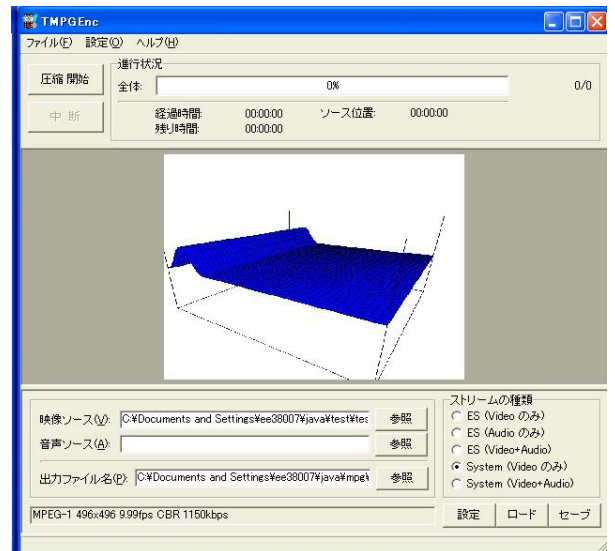 TMPGEnc
ファイル(F) 設定(O) ヘルプ(H)
圧縮 開始
中 断
進行状況
全体: 0% 0/0
経過時間: 00:00:00 ソース位置: 00:00:00
残り時間: 00:00:00
映像ソース(V): C:¥Documents and Settings¥ee38007¥java¥test¥tes 参照
音声ソース(A): 参照
出力ファイル名(P): C:¥Documents and Settings¥ee38007¥java¥mpg¥ 参照
ストリームの種類
ES (Video のみ)
ES (Audio のみ)
ES (Video+Audio)
System (Video のみ)
System (Video+Audio)
MPEG-1 496x496 9.99fps CBR 1150kbps
設定 ロード セーブ